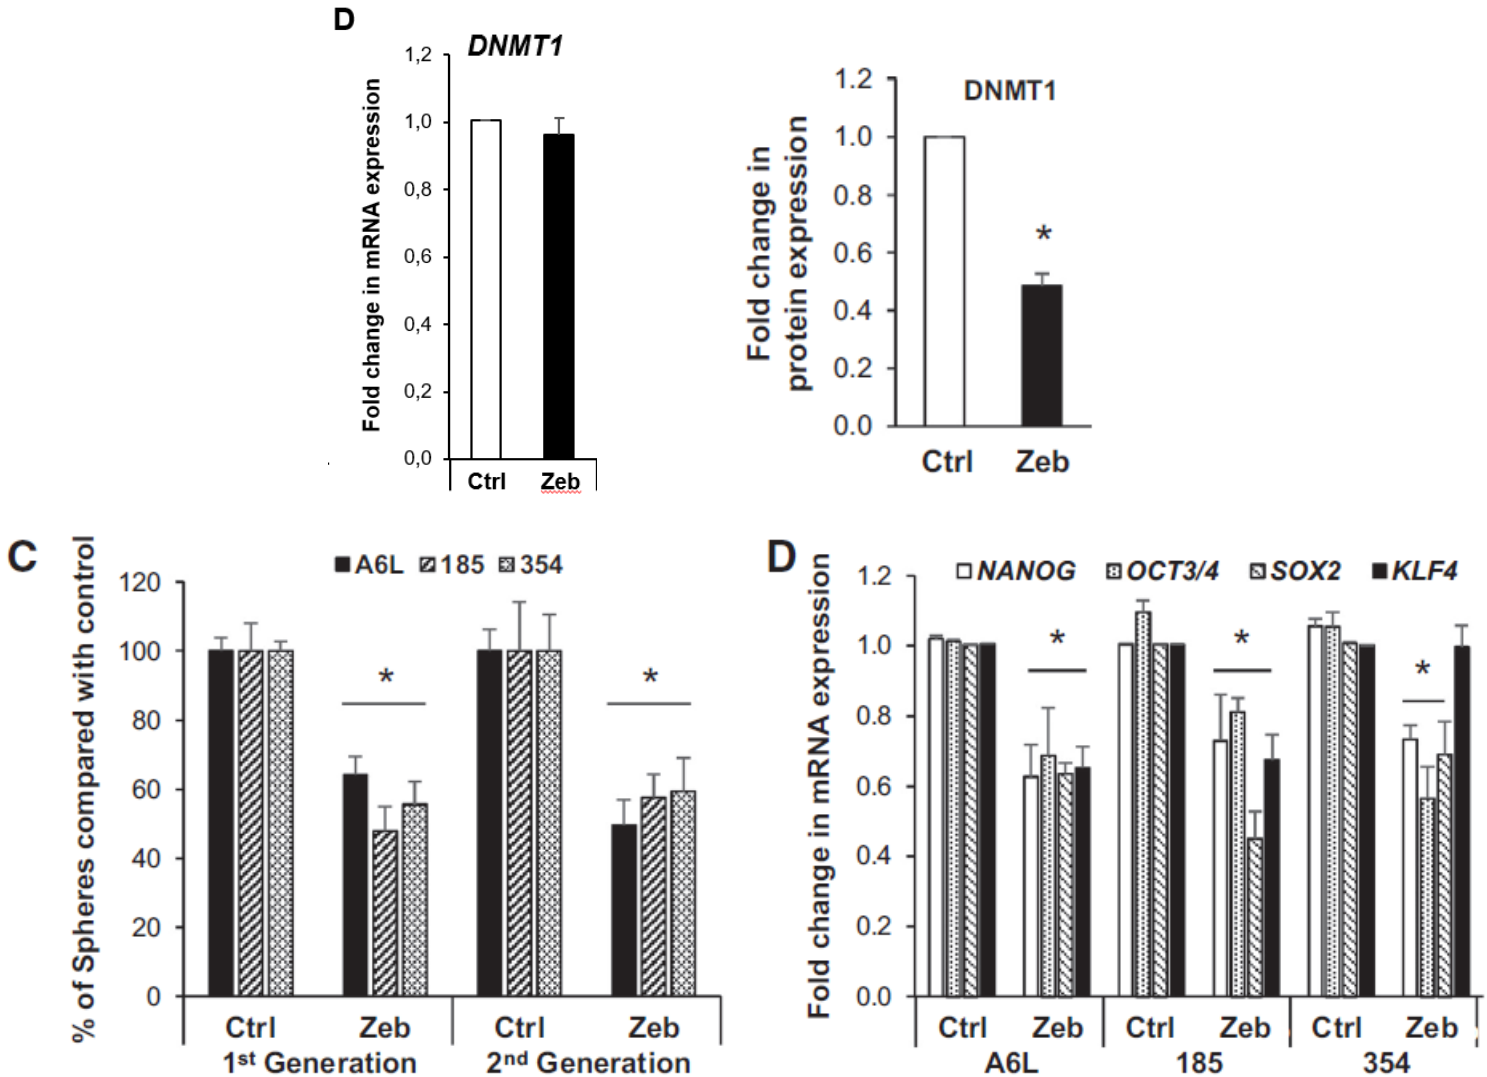 D
DNMT1
Fold change in mRNA expression
1,2
1,0
0,8
0,6
0,4
0,2
0,0
Ctrl Zeb
DNMT1
Fold change in
protein expression
1.2
1.0
0.8
0.6
0.4
0.2
0.0
*
Ctrl Zeb
C
% of Spheres compared with control
A6L 185 354
120
100
80
60
40
20
0
* *
Ctrl Zeb Ctrl Zeb
1st Generation 2nd Generation
D
Fold change in mRNA expression
NANOG OCT3/4 SOX2 KLF4
1.2
1.0
0.8
0.6
0.4
0.2
0.0
* * *
Ctrl Zeb Ctrl Zeb Ctrl Zeb
A6L 185 354